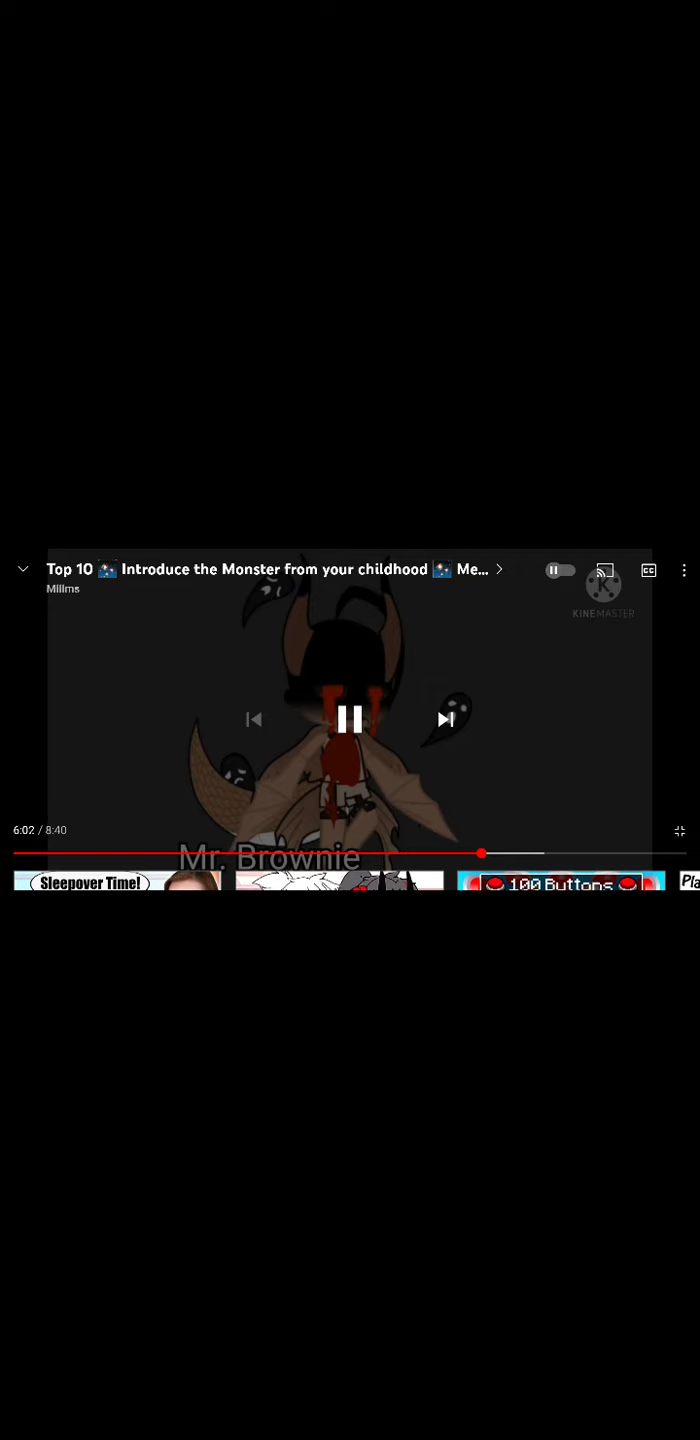 Top 10 🌃 Introduce the Monster from your childhood 🌃 Me...
Millms
KINEMASTER
6:02 / 8:40
Mr. Brownie
Sleepover Time!
100 Buttons
Pla